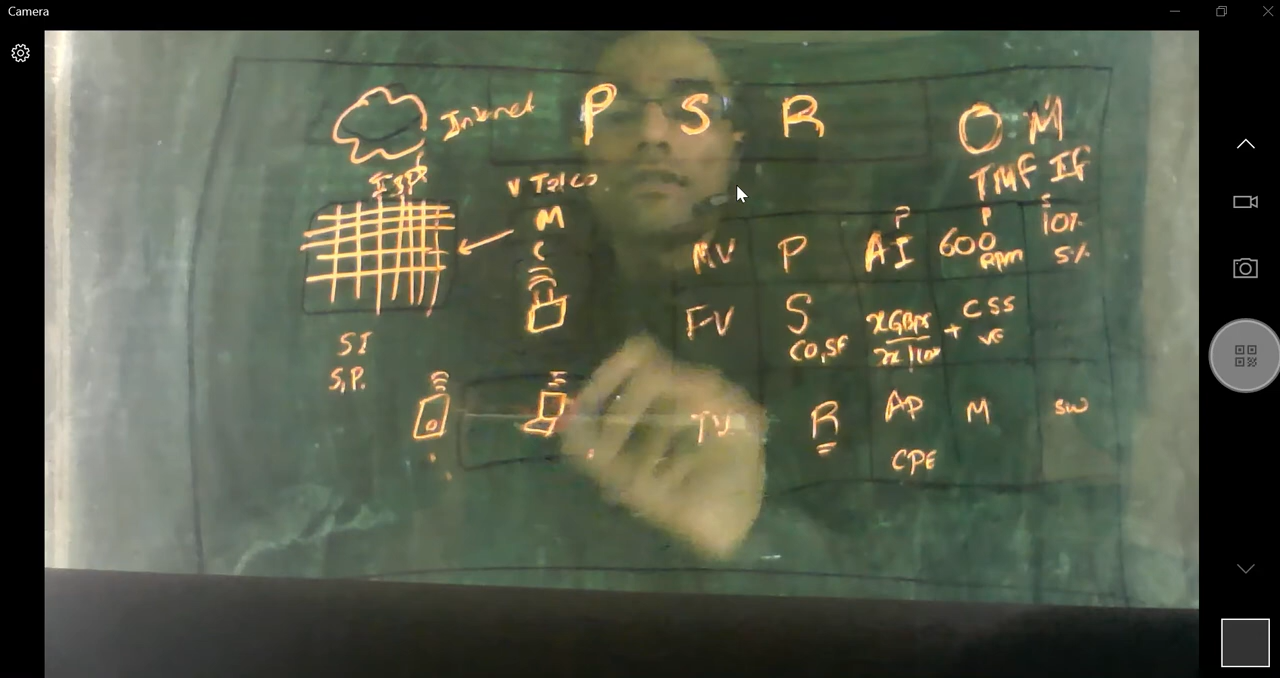 Camera
Internet P S R O M
TMF IF
ISP V Telco
M
C
MV P P AI P 600 RPM 10% 5%
FV S CO,SF xGBps + CSS
SI
S,P.
TV R AP M SW
CPE